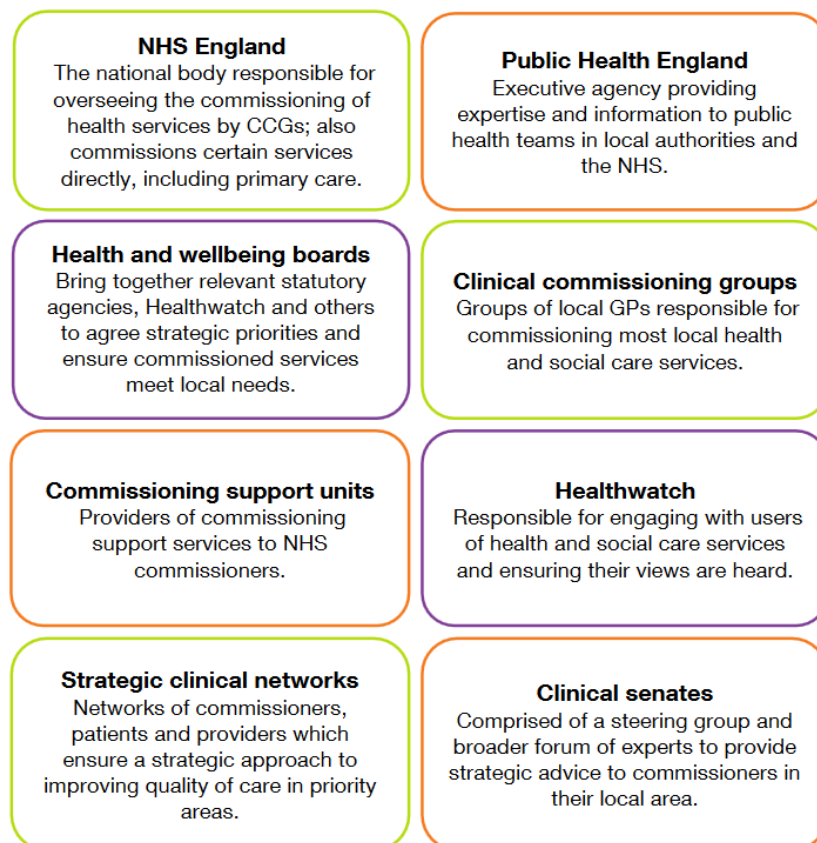 NHS England
The national body responsible for
overseeing the commissioning of
health services by CCGs; also
commissions certain services
directly, including primary care.
Public Health England
Executive agency providing
expertise and information to public
health teams in local authorities and
the NHS.
Health and wellbeing boards
Bring together relevant statutory
agencies, Healthwatch and others
to agree strategic priorities and
ensure commissioned services
meet local needs.
Clinical commissioning groups
Groups of local GPs responsible for
commissioning most local health
and social care services.
Commissioning support units
Providers of commissioning
support services to NHS
commissioners.
Healthwatch
Responsible for engaging with users
of health and social care services
and ensuring their views are heard.
Strategic clinical networks
Networks of commissioners,
patients and providers which
ensure a strategic approach to
improving quality of care in priority
areas.
Clinical senates
Comprised of a steering group and
broader forum of experts to provide
strategic advice to commissioners in
their local area.